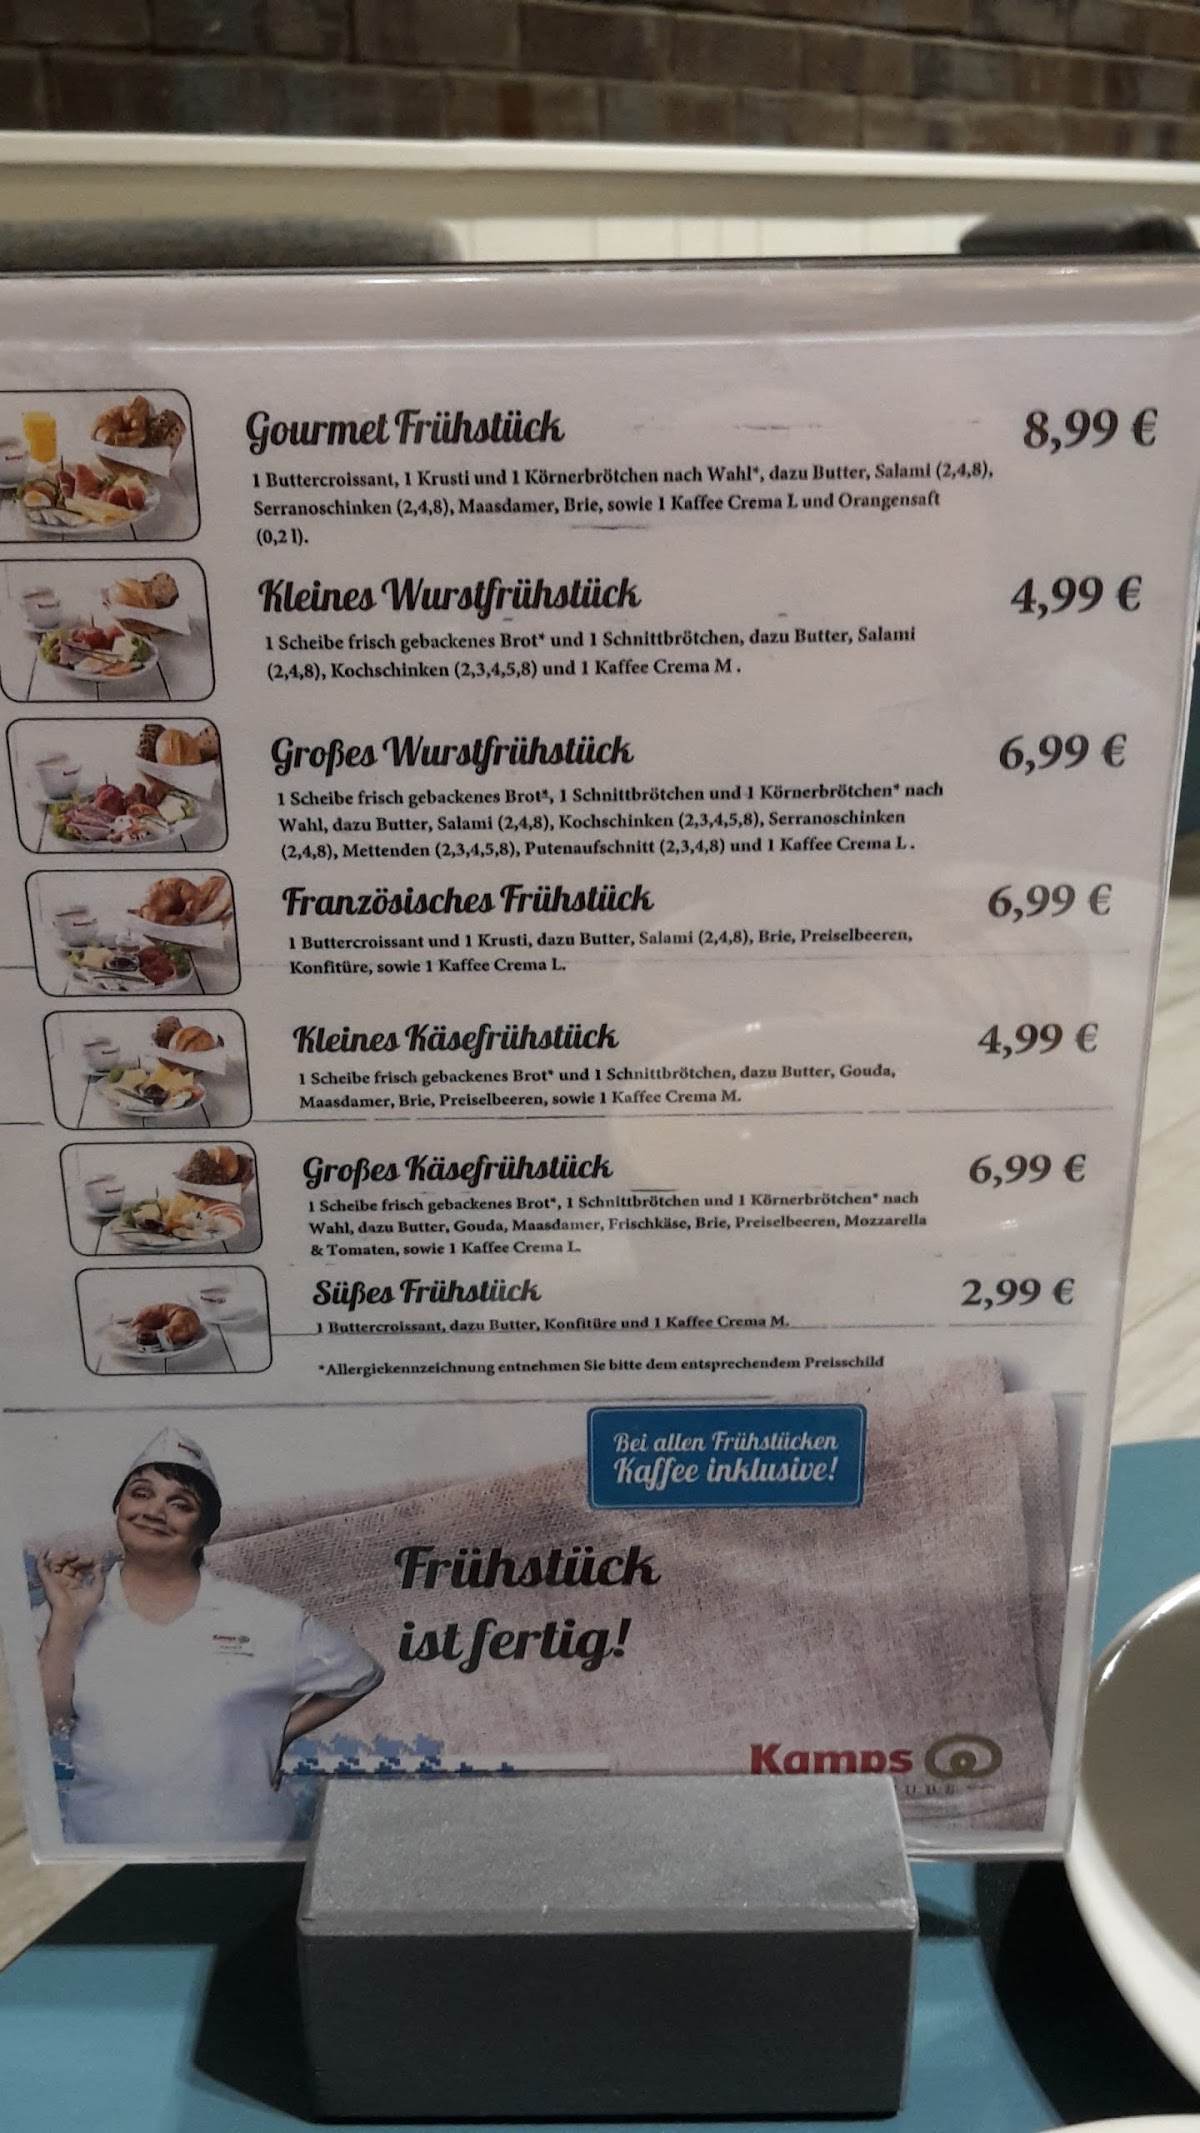 Gourmet Frühstück 8,99 €
1 Buttercroissant, 1 Krusti und 1 Körnerbrötchen nach Wahl*, dazu Butter, Salami (2,4,8),
Serranoschinken (2,4,8), Maasdamer, Brie, sowie 1 Kaffee Crema L und Orangensaft
(0,2 l).
Kleines Wurstfrühstück 4,99 €
1 Scheibe frisch gebackenes Brot* und 1 Schnittbrötchen, dazu Butter, Salami
(2,4,8), Kochschinken (2,3,4,5,8) und 1 Kaffee Crema M .
Großes Wurstfrühstück 6,99 €
1 Scheibe frisch gebackenes Brot*, 1 Schnittbrötchen und 1 Körnerbrötchen* nach
Wahl, dazu Butter, Salami (2,4,8), Kochschinken (2,3,4,5,8), Serranoschinken
(2,4,8), Mettenden (2,3,4,5,8), Putenaufschnitt (2,3,4,8) und 1 Kaffee Crema L .
Französisches Frühstück 6,99 €
1 Buttercroissant und 1 Krusti, dazu Butter, Salami (2,4,8), Brie, Preiselbeeren,
Konfitüre, sowie 1 Kaffee Crema L.
Kleines Käsefrühstück 4,99 €
1 Scheibe frisch gebackenes Brot* und 1 Schnittbrötchen, dazu Butter, Gouda,
Maasdamer, Brie, Preiselbeeren, sowie 1 Kaffee Crema M.
Großes Käsefrühstück 6,99 €
1 Scheibe frisch gebackenes Brot*, 1 Schnittbrötchen und 1 Körnerbrötchen* nach
Wahl, dazu Butter, Gouda, Maasdamer, Frischkäse, Brie, Preiselbeeren, Mozzarella
& Tomaten, sowie 1 Kaffee Crema L.
Süßes Frühstück 2,99 €
1 Buttercroissant, dazu Butter, Konfitüre und 1 Kaffee Crema M.
*Allergiekennzeichnung entnehmen Sie bitte dem entsprechendem Preisschild
Bei allen Frühstücken
Kaffee inklusive!
Frühstück
ist fertig!
Kamps
Kamps